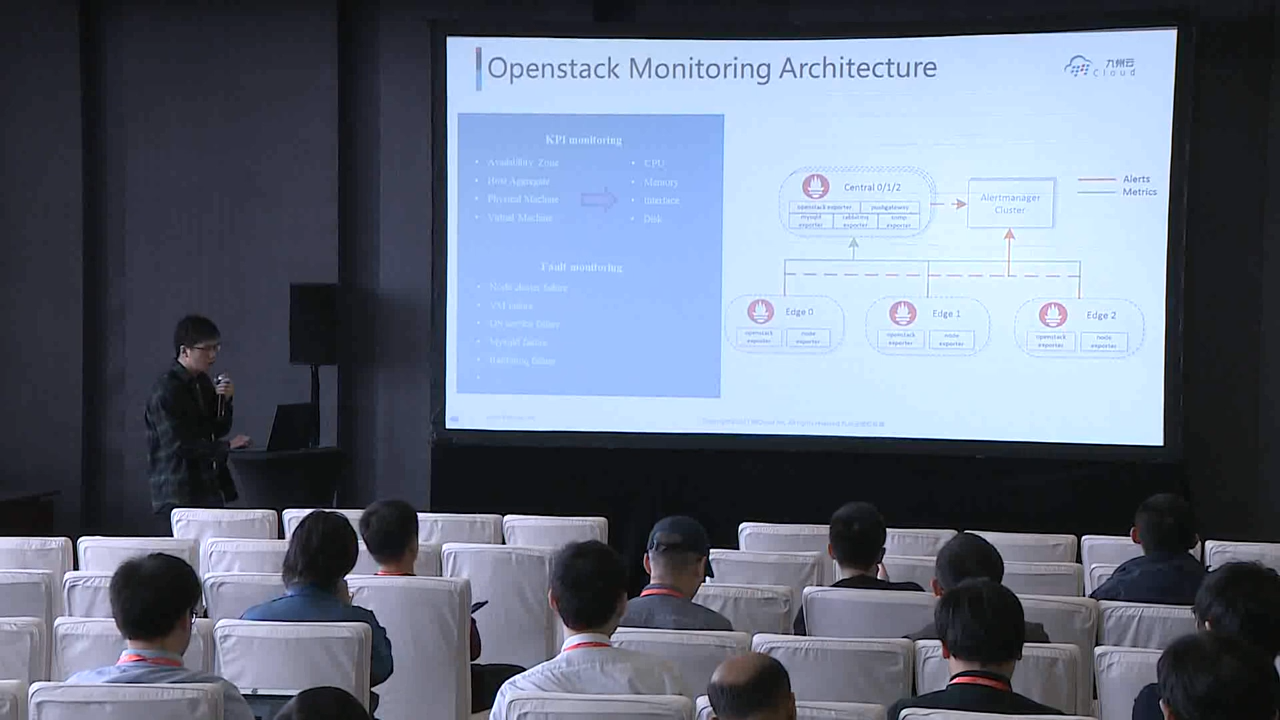 Openstack Monitoring Architecture
九州云
Cloud
KPI monitoring
• Availability Zone
• Host Aggregate
• Physical Machine
• Virtual Machine
• CPU
• Memory
• Interface
• Disk
Fault monitoring
• Node down failure
• VM failure
• Mysqld failure
• Rabbitmq failure
Central 0/1/2
openstack exporter
pushgateway
mysqld
exporter
rabbitmq
exporter
snmp
exporter
Alertmanager
Cluster
Alerts
Metrics
Edge 0
openstack
exporter
node
exporter
Edge 1
openstack
exporter
node
exporter
Edge 2
openstack
exporter
node
exporter